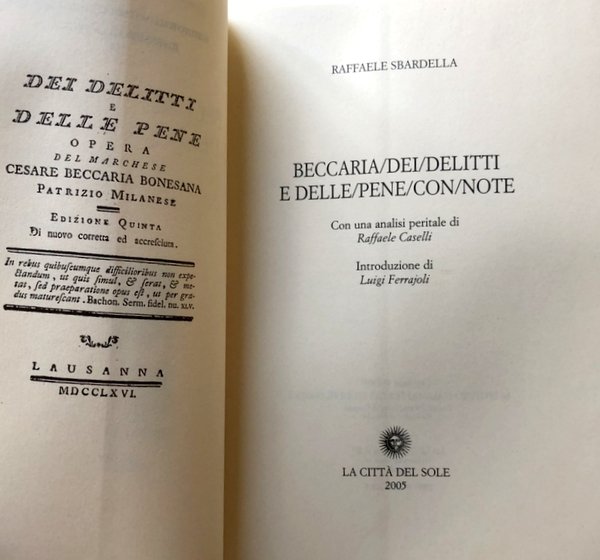 DEI DELITTI
E
DELLE PENE
OPERA
DEL MARCHESE
CESARE BECCARIA BONESANA
PATRIZIO MILANESE
EDIZIONE QUINTA
Di nuovo corretta ed accresciuta.
In rebus quibuscumque difficilioribus non expe-
ctandum, ut quis simul, & serat, & me-
tat, sed praeparatione opus est, ut per gra-
dus maturescant. Bachon. Serm. fidel. nu. XLV.
LAUSANNA
MDCCLXVI.
RAFFAELE SBARDELLA
BECCARIA/DEI/DELITTI
E DELLE/PENE/CON/NOTE
Con una analisi peritale di
Raffaele Caselli
Introduzione di
Luigi Ferrajoli
LA CITTÀ DEL SOLE
2005